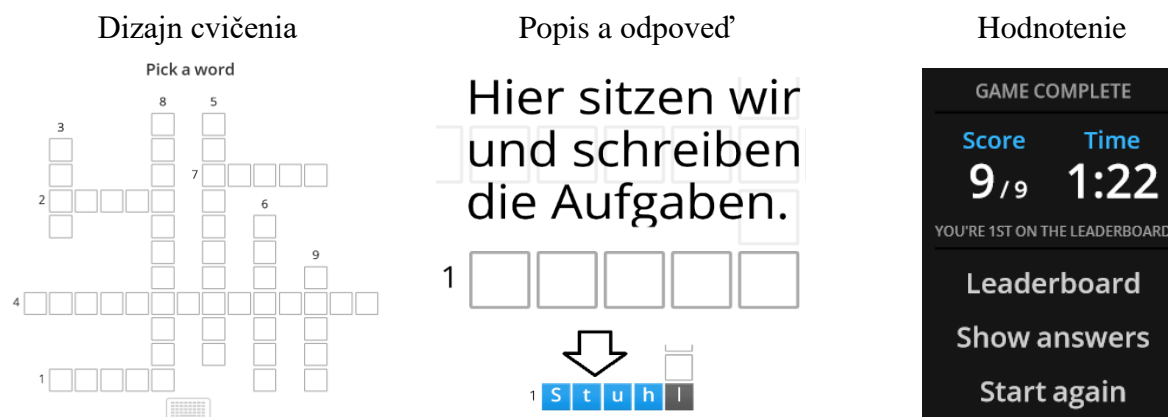 Dizajn cvičenia
Popis a odpoveď
Hodnotenie
Pick a word
8 5
3
7
2
6
9
4
1
Hier sitzen wir
und schreiben
die Aufgaben.
1
1 S t u h l
GAME COMPLETE
Score Time
9/9 1:22
YOU'RE 1ST ON THE LEADERBOARD
Leaderboard
Show answers
Start again